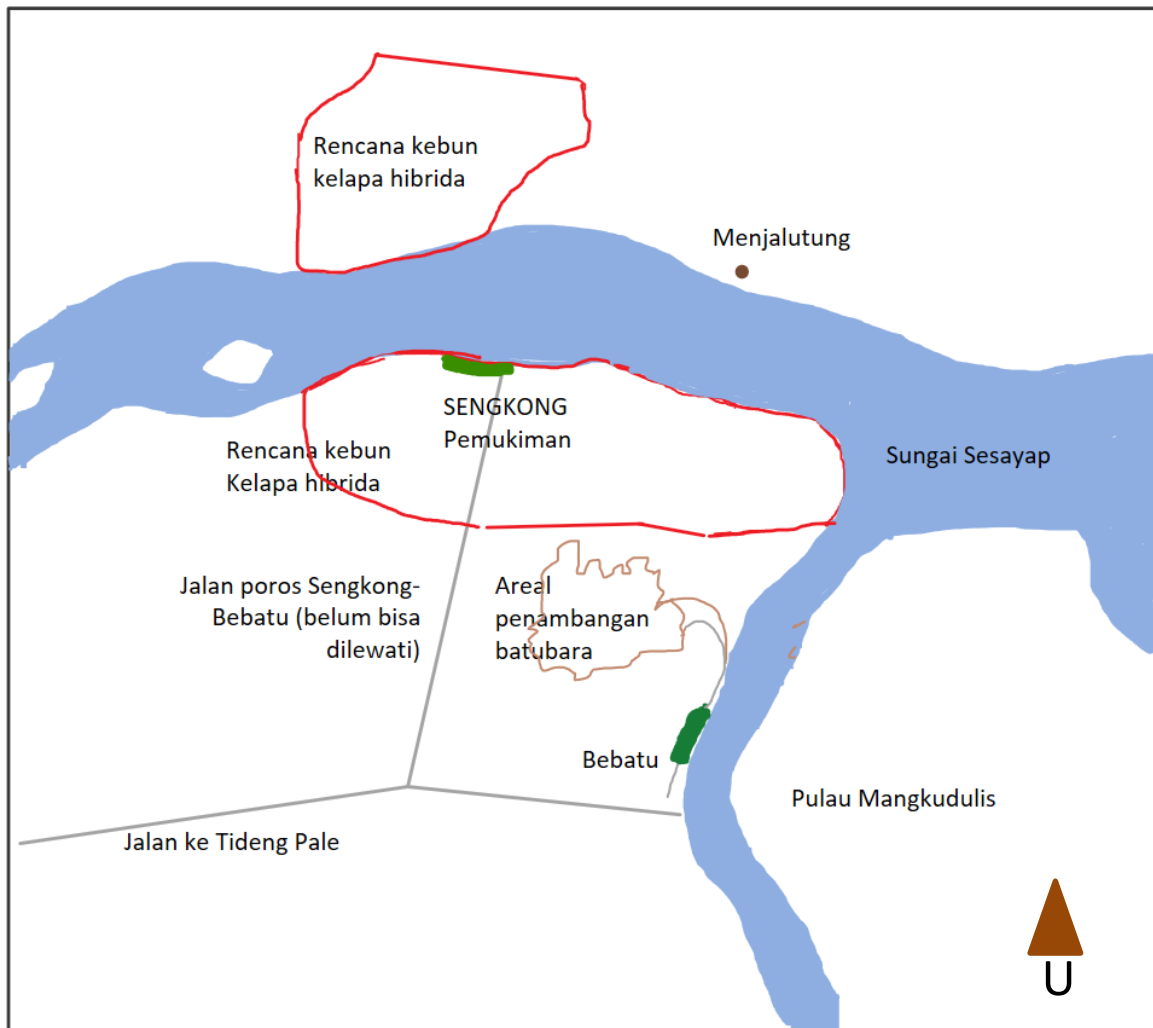 Rencana kebun
kelapa hibrida
Menjalutung
SENGKONG
Pemukiman
Rencana kebun
Kelapa hibrida
Sungai Sesayap
Jalan poros Sengkong-
Bebatu (belum bisa
dilewati)
Areal
penambangan
batubara
Bebatu
Pulau Mangkudulis
Jalan ke Tideng Pale
U